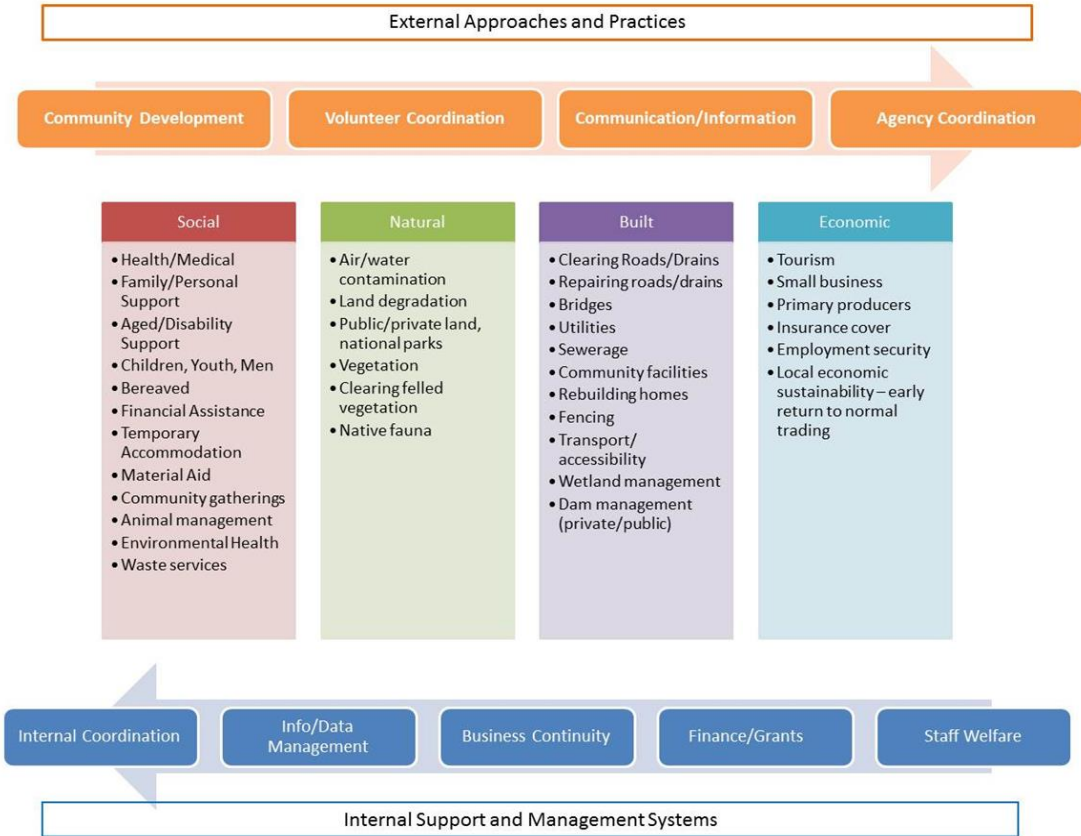 External Approaches and Practices
Community Development
Volunteer Coordination
Communication/Information
Agency Coordination
Social
• Health/Medical
• Family/Personal
Support
• Aged/Disability
Support
• Children, Youth, Men
• Bereaved
• Financial Assistance
• Temporary
Accommodation
• Material Aid
• Community gatherings
• Animal management
• Environmental Health
• Waste services
Natural
• Air/water
contamination
• Land degradation
• Public/private land,
national parks
• Vegetation
• Clearing felled
vegetation
• Native fauna
Built
• Clearing Roads/Drains
• Repairing roads/drains
• Bridges
• Utilities
• Sewerage
• Community facilities
• Rebuilding homes
• Fencing
• Transport/
accessibility
• Wetland management
• Dam management
(private/public)
Economic
• Tourism
• Small business
• Primary producers
• Insurance cover
• Employment security
• Local economic
sustainability – early
return to normal
trading
Internal Coordination
Info/Data
Management
Business Continuity
Finance/Grants
Staff Welfare
Internal Support and Management Systems